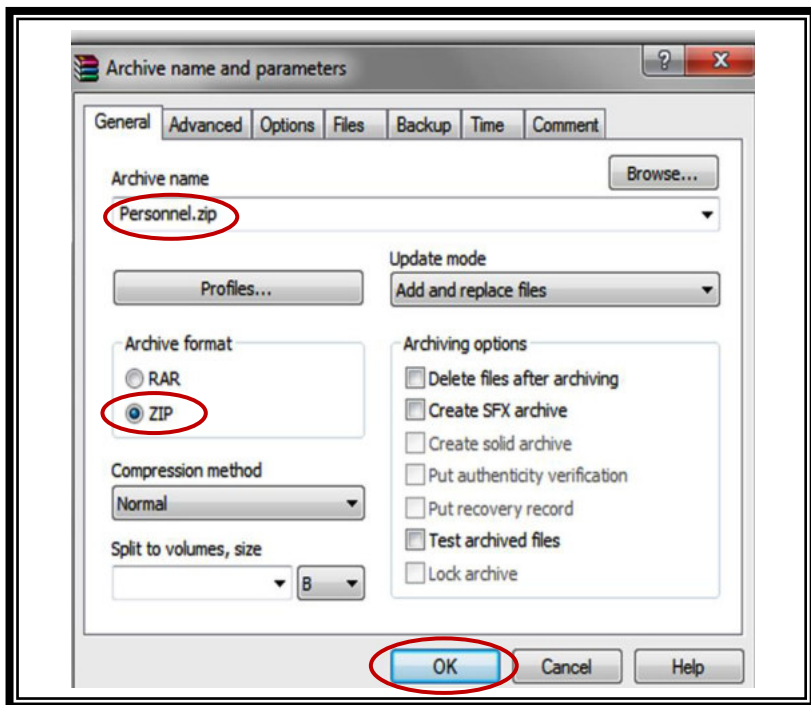 Archive name and parameters
General Advanced Options Files Backup Time Comment
Archive name
Browse...
Personnel.zip
Update mode
Profiles...
Add and replace files
Archive format
RAR
ZIP
Archiving options
Delete files after archiving
Create SFX archive
Create solid archive
Put authenticity verification
Put recovery record
Test archived files
Lock archive
Compression method
Normal
Split to volumes, size
B
OK Cancel Help